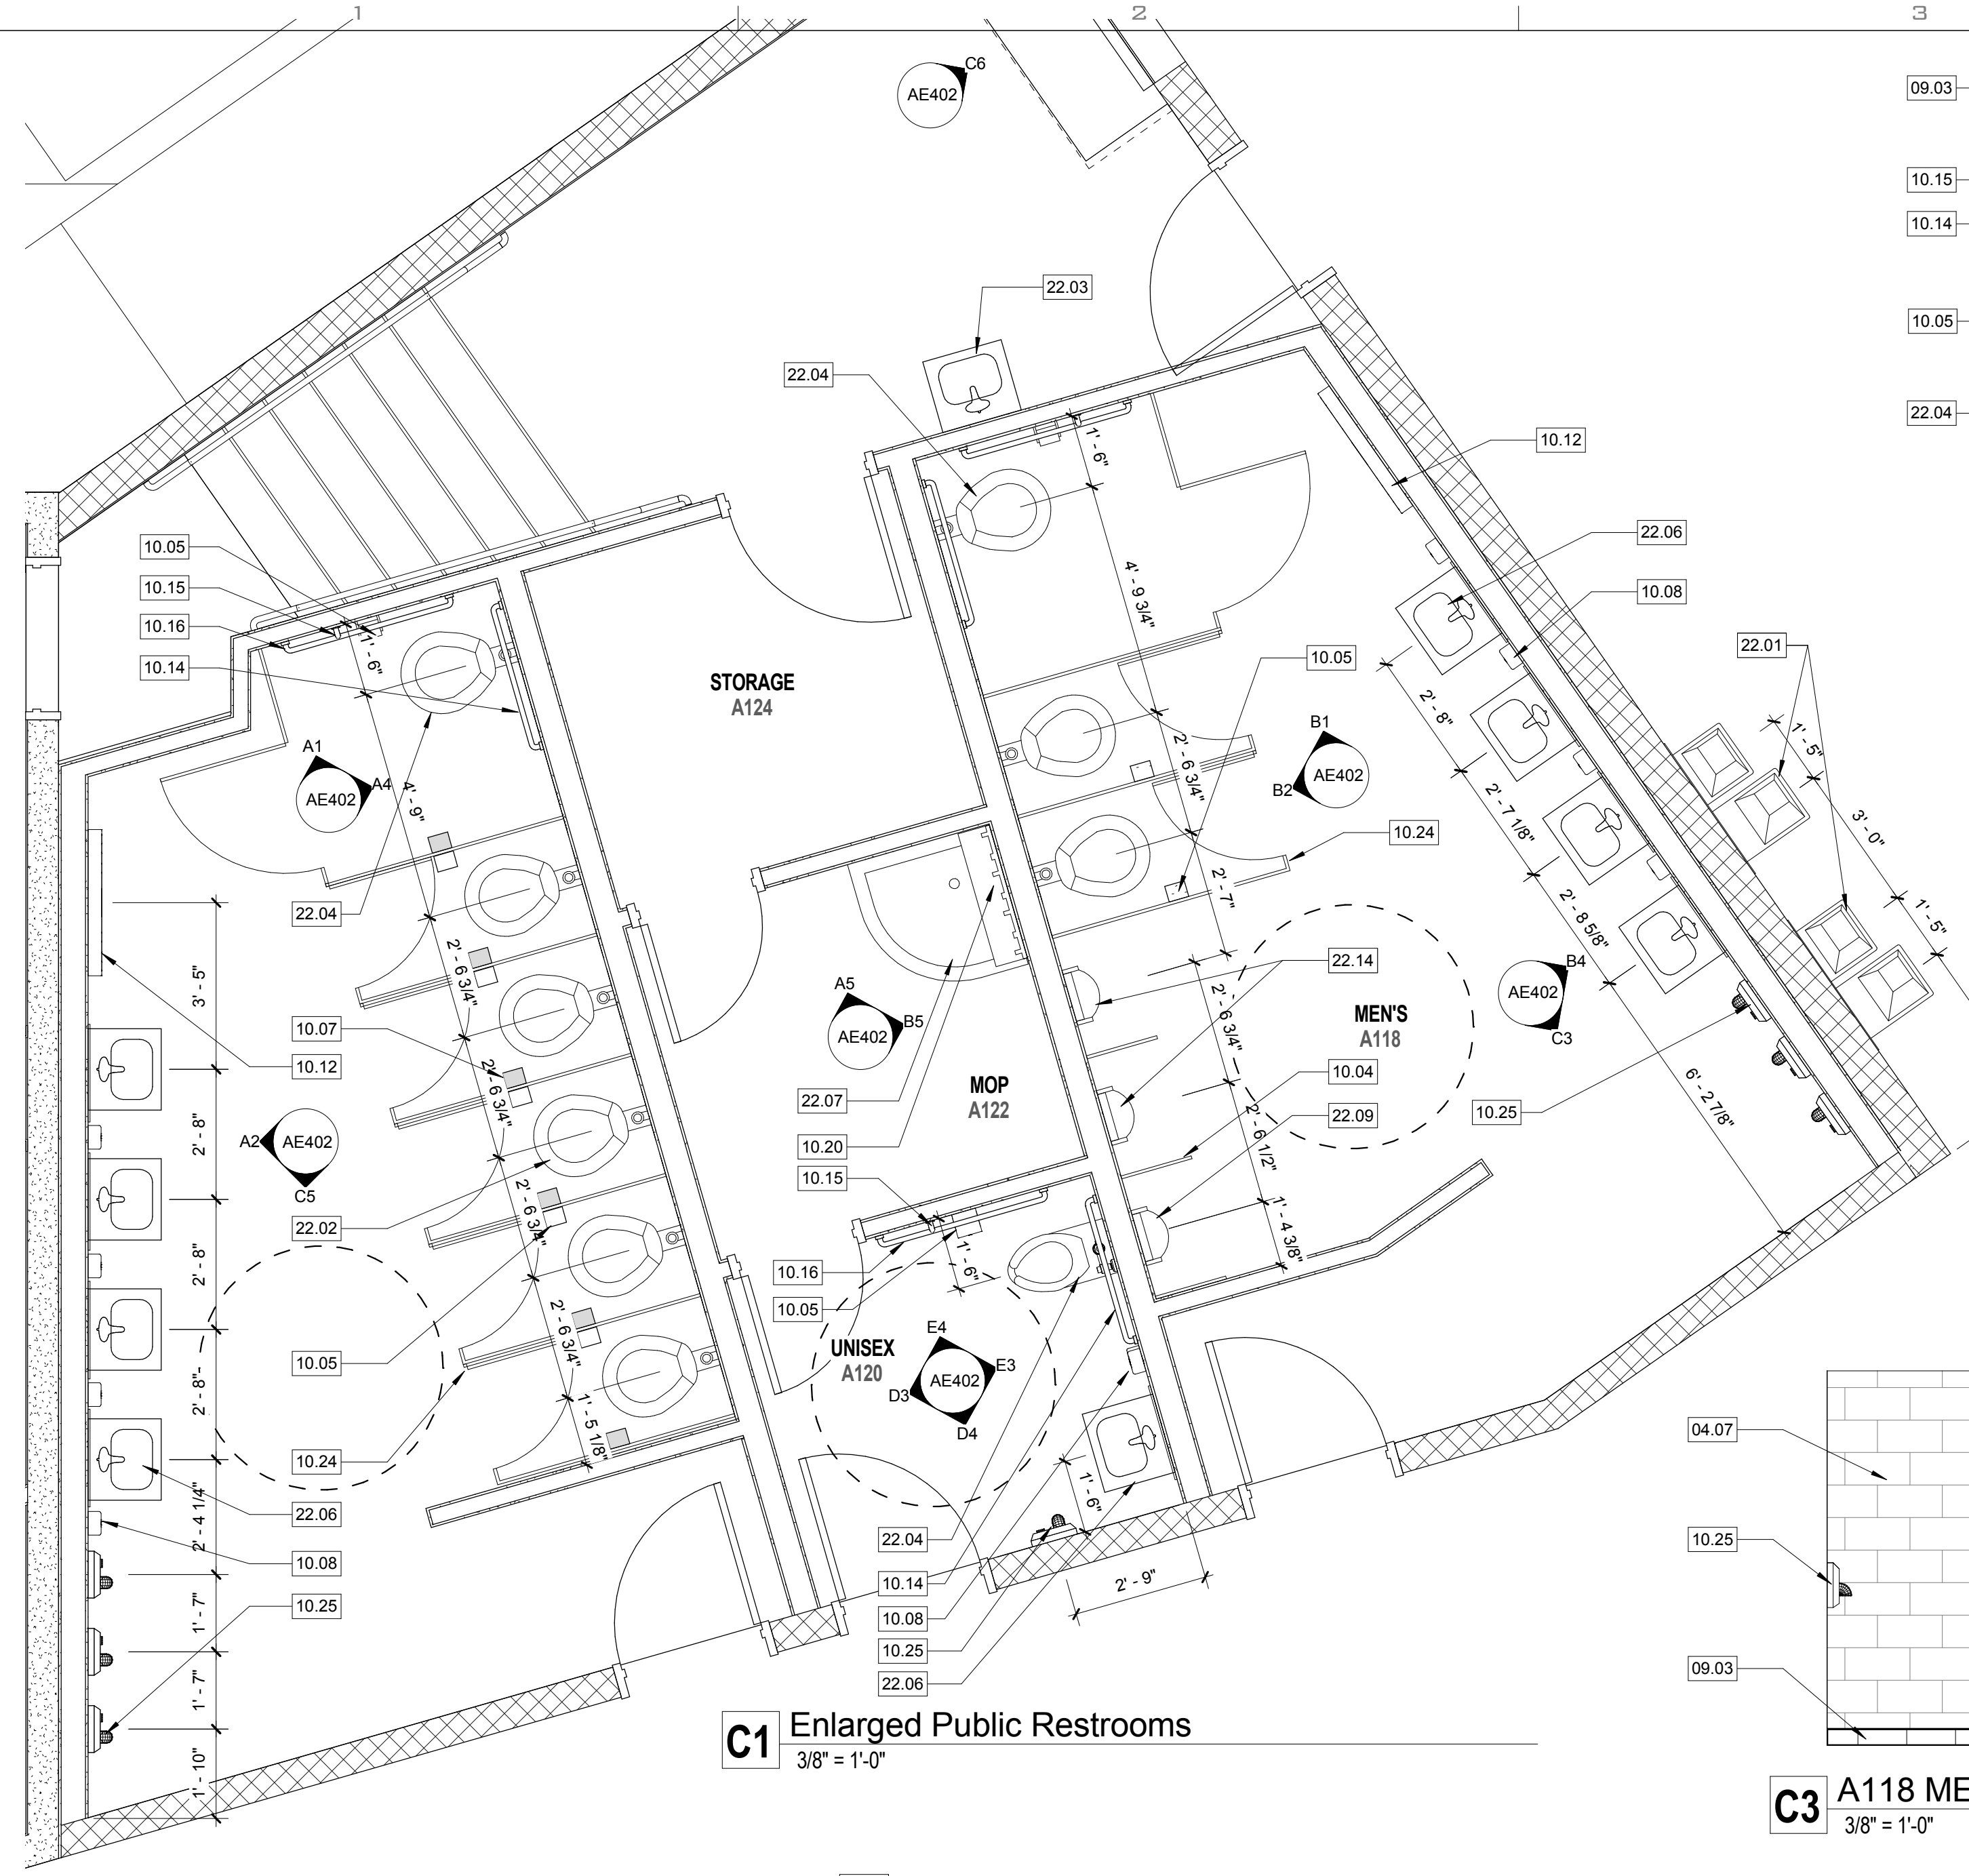 1
2
3
C6
AE402
09.03
10.15
10.14
10.05
22.04
22.03
22.04
10.12
1' - 6"
22.06
10.08
10.05
10.15
10.16
10.14
1' - 6"
4' - 9 3/4"
STORAGE
A124
10.05
22.01
2' - 8"
1' - 5"
A1
A4
AE402
4' - 9"
B1
B2
AE402
2' - 6 3/4"
2' - 7 1/8"
3' - 0"
10.24
22.04
2' - 7"
2' - 8 5/8"
1' - 5"
2' - 6 3/4"
3' - 5"
22.14
A5
B5
AE402
B4
AE402
C3
MEN'S
A118
2' - 6 3/4"
10.07
10.12
2' - 6 3/4"
MOP
A122
22.07
10.04
22.09
10.25
6' - 2 7/8"
2' - 8"
A2
AE402
C5
10.20
10.15
2' - 6 1/2"
22.02
2' - 6 3/4"
1' - 4 3/8"
2' - 8"
10.16
1' - 6"
10.05
2' - 6 3/4"
UNISEX
A120
E4
E3
AE402
D3
D4
10.05
2' - 8"
1' - 5 1/8"
10.24
04.07
1' - 6"
2' - 4 1/4"
22.06
10.08
22.04
10.25
10.14
2' - 9"
10.25
1' - 7"
10.08
10.25
22.06
09.03
1' - 7"
1' - 10"
C1 Enlarged Public Restrooms
3/8" = 1'-0"
C3 A118 ME
3/8" = 1'-0"